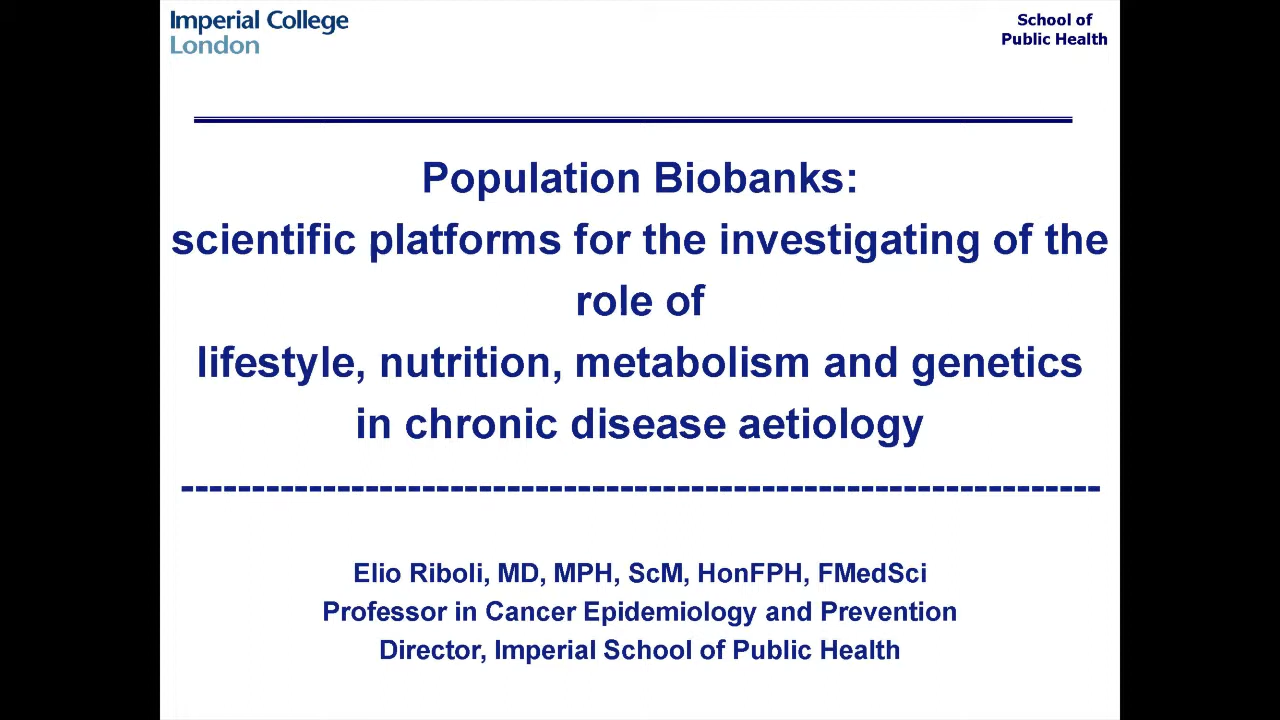 Imperial College
London
School of
Public Health
Population Biobanks:
scientific platforms for the investigating of the
role of
lifestyle, nutrition, metabolism and genetics
in chronic disease aetiology
-----------------------------------------------------------------
Elio Riboli, MD, MPH, ScM, HonFPH, FMedSci
Professor in Cancer Epidemiology and Prevention
Director, Imperial School of Public Health